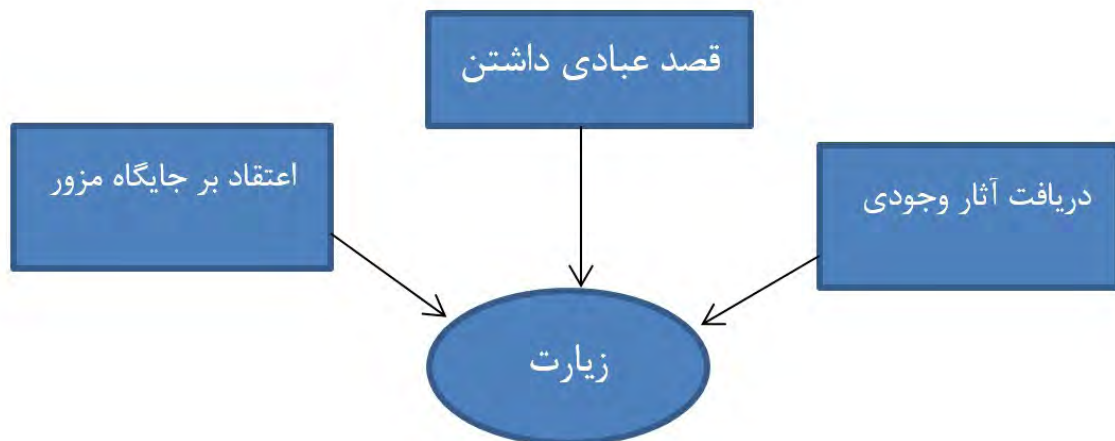 قصد عبادی داشتن
اعتقاد بر جایگاه مزور
دریافت آثار وجودی
زیارت